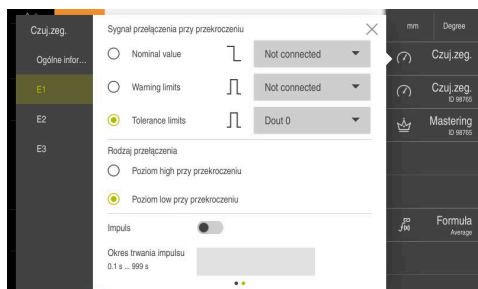 Czuj.zeg.
Ogólne infor...
E1
E2
E3
Sygnał przełączenia przy przekroczeniu
Nominal value
Not connected
Warning limits
Not connected
Tolerance limits
Dout 0
Rodzaj przełączenia
Poziom high przy przekroczeniu
Poziom low przy przekroczeniu
Impuls
Okres trwania impulsu
0.1 s ... 999 s
mm
Degree
Czuj.zeg.
Czuj.zeg.
ID 98765
Mastering
ID 98765
Formuła
Average